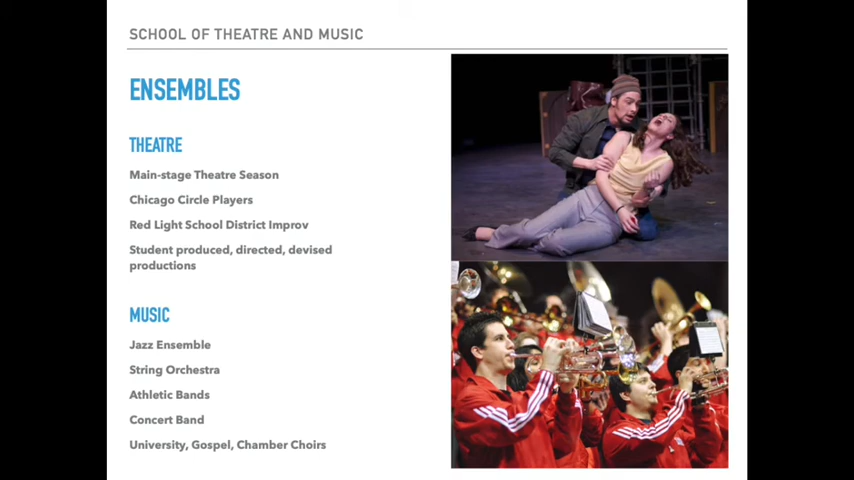 SCHOOL OF THEATRE AND MUSIC
ENSEMBLES
THEATRE
Main-stage Theatre Season
Chicago Circle Players
Red Light School District Improv
Student produced, directed, devised
productions
MUSIC
Jazz Ensemble
String Orchestra
Athletic Bands
Concert Band
University, Gospel, Chamber Choirs